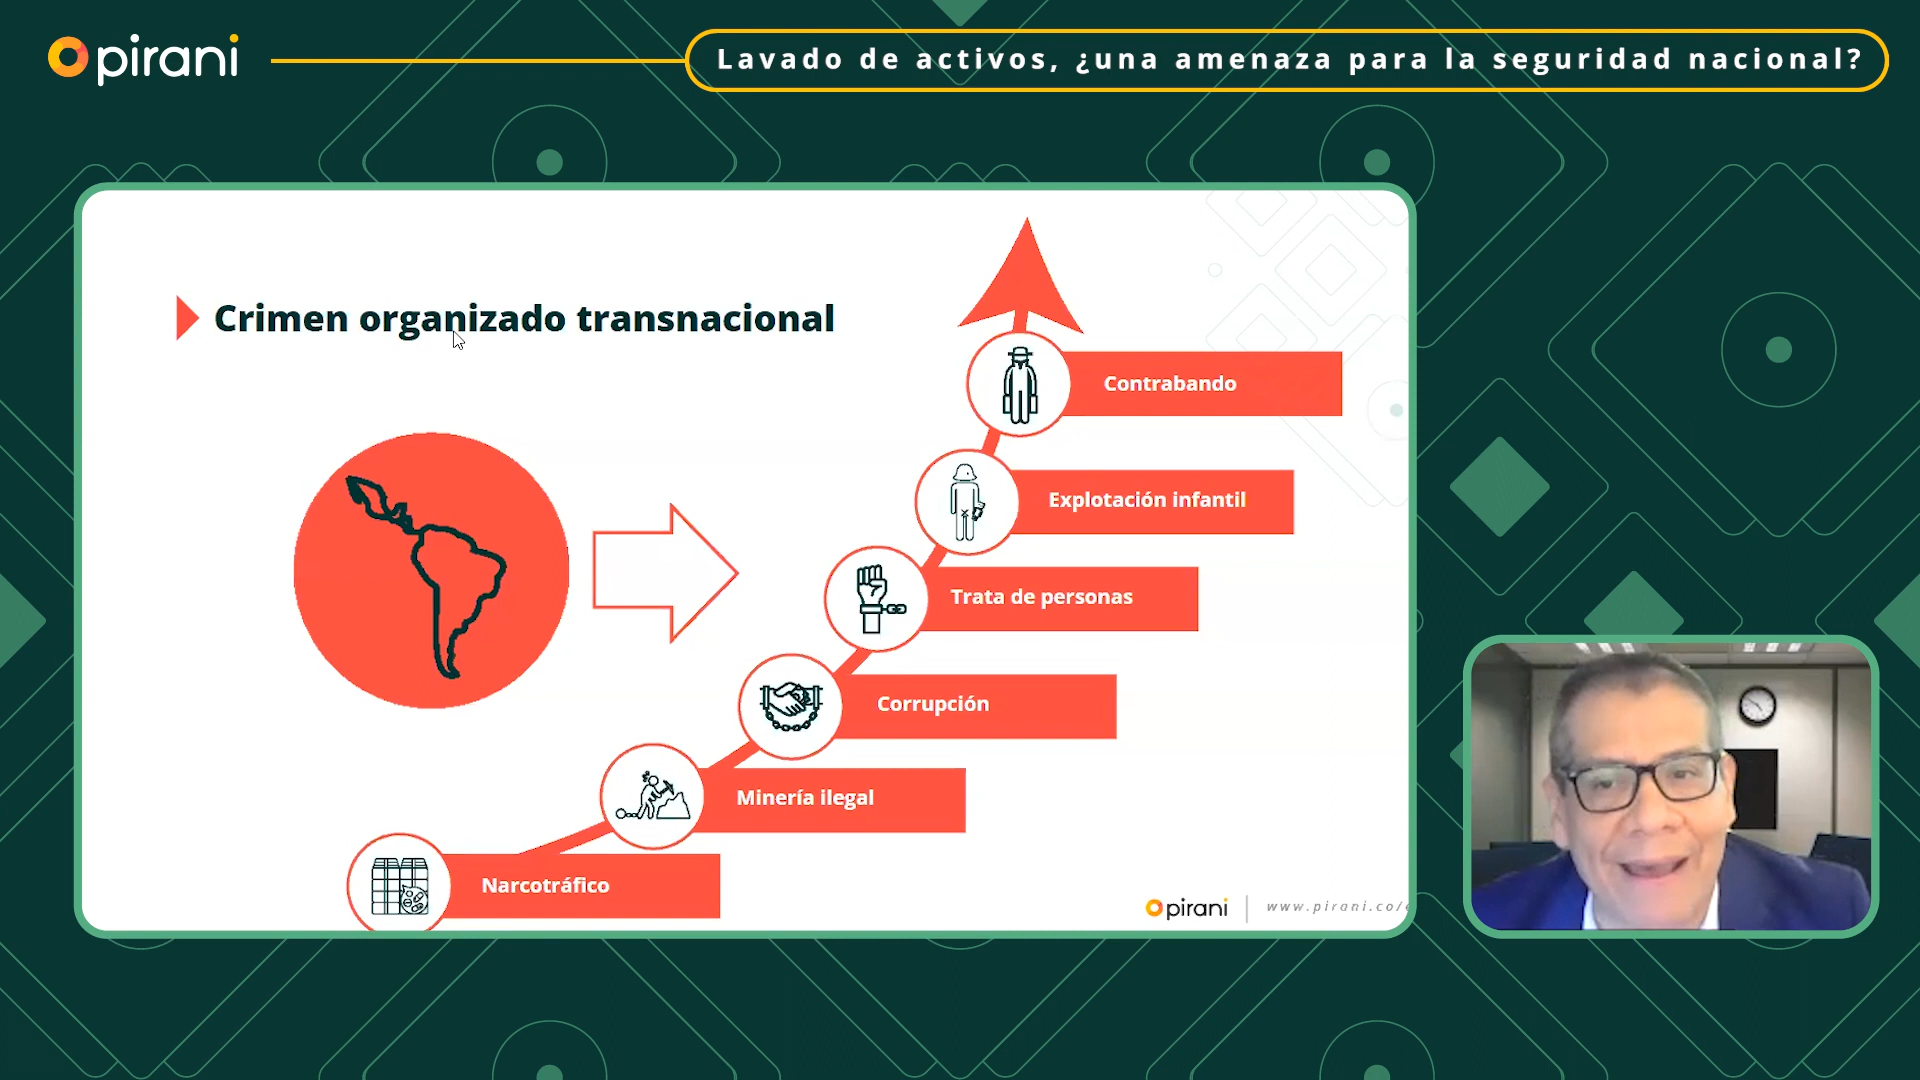 pirani
Lavado de activos, ¿una amenaza para la seguridad nacional?
Crimen organizado transnacional
Contrabando
Explotación infantil
Trata de personas
Corrupción
Minería ilegal
Narcotráfico
pirani
www.pirani.co/